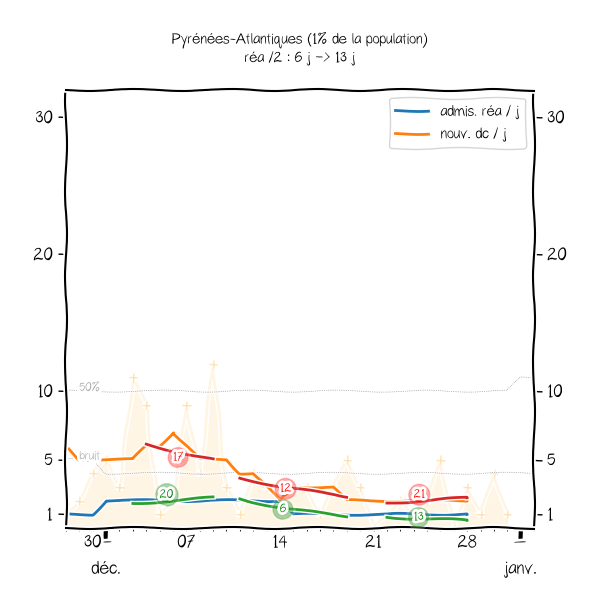 Pyrénées-Atlantiques (1% de la population)
réa /2 : 6 j -> 13 j
admis. réa / j
nouv. dc / j
30 30
20 20
10 50% 10
5 bruit 5
17
12 21
20
6 13
1 1
30 07 14 21 28
déc. janv.